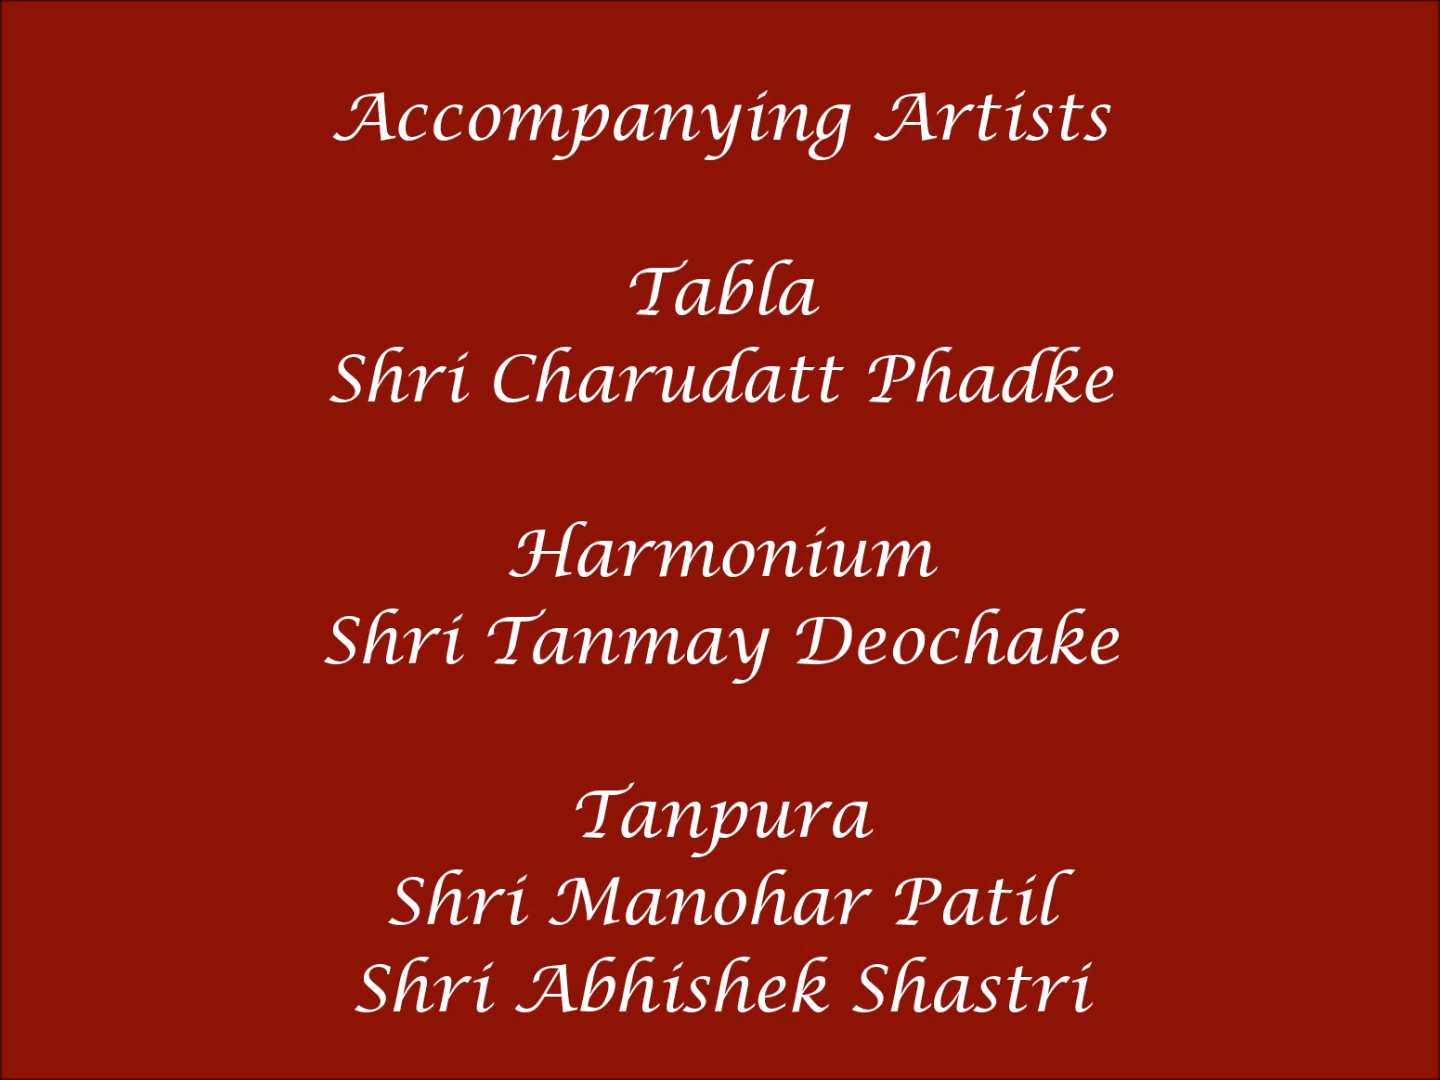 Accompanying Artists
Tabla
Shri Charudatt Phadke
Harmonium
Shri Tanmay Deochake
Tanpura
Shri Manohar Patil
Shri Abhishek Shastri